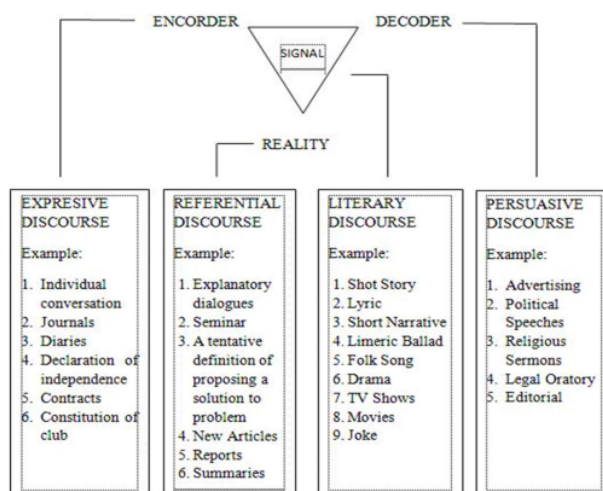 ENCORDER
DECODER
SIGNAL
REALITY
EXPRESIVE
DISCOURSE
Example:
1. Individual
conversation
2. Journals
3. Diaries
4. Declaration of
independence
5. Contracts
6. Constitution of
club
REFERENTIAL
DISCOURSE
Example:
1. Explanatory
dialogues
2. Seminar
3. A tentative
definition of
proposing a
solution to
problem
4. New Articles
5. Reports
6. Summaries
LITERARY
DISCOURSE
Example:
1. Shot Story
2. Lyric
3. Short Narrative
4. Limeric Ballad
5. Folk Song
6. Drama
7. TV Shows
8. Movies
9. Joke
PERSUASIVE
DISCOURSE
Example:
1. Advertising
2. Political
Speeches
3. Religious
Sermons
4. Legal Oratory
5. Editorial